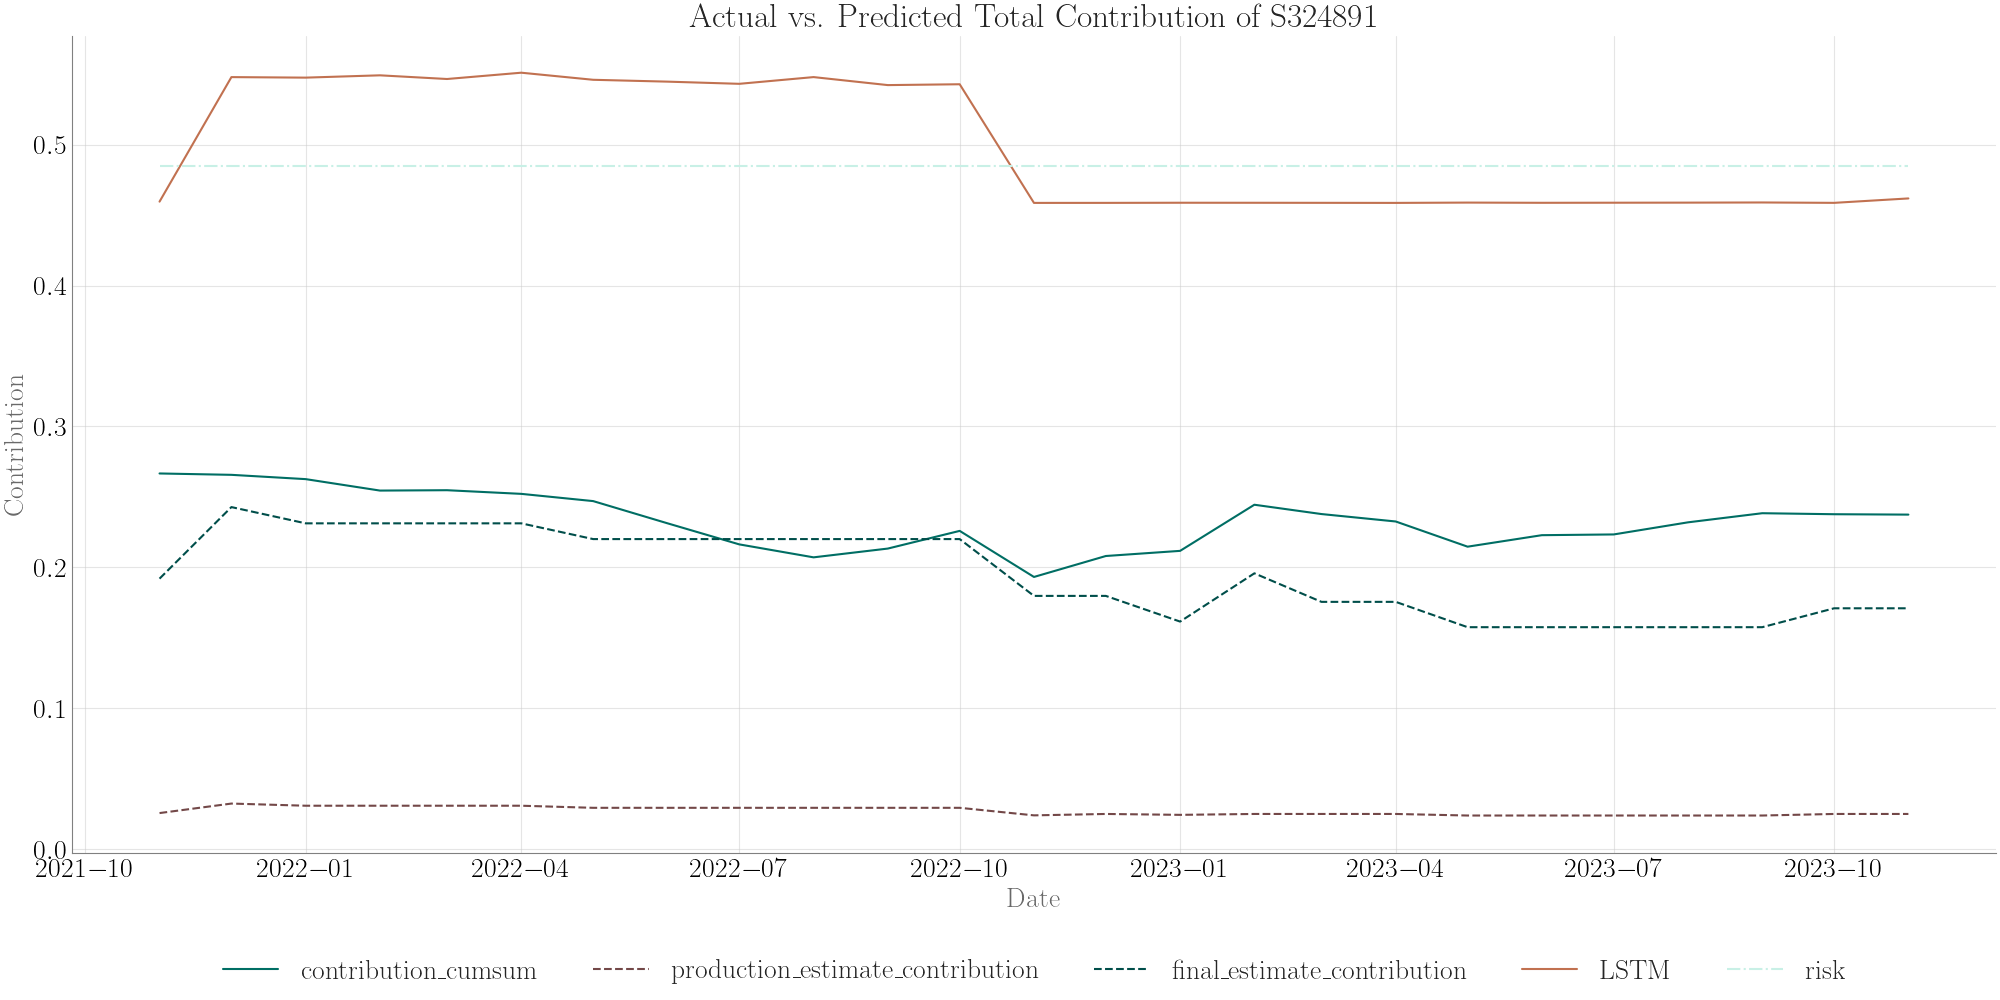 Actual vs. Predicted Total Contribution of S324891
Contribution
0.5
0.4
0.3
0.2
0.1
0.0
2021−10 2022−01 2022−04 2022−07 2022−10 2023−01 2023−04 2023−07 2023−10
Date
contribution_cumsum production_estimate_contribution final_estimate_contribution LSTM risk